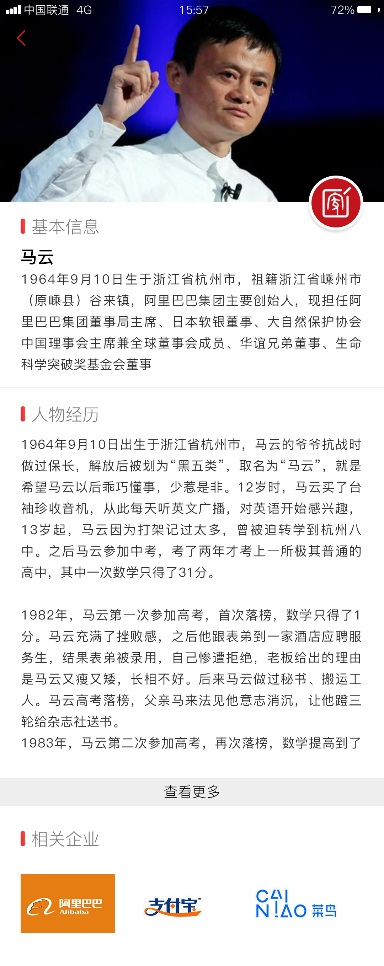 中国联通 4G 15:57 72%
基本信息
马云
1964年9月10日生于浙江省杭州市，祖籍浙江省嵊州市
（原嵊县）谷来镇，阿里巴巴集团主要创始人，现担任阿
里巴巴集团董事局主席、日本软银董事、大自然保护协会
中国理事会主席兼全球董事会成员、华谊兄弟董事、生命
科学突破奖基金会董事
人物经历
1964年9月10日出生于浙江省杭州市，马云的爷爷抗战时
做过保长，解放后被划为“黑五类”，取名为“马云”，就是
希望马云以后乖巧懂事，少惹是非。12岁时，马云买了台
袖珍收音机，从此每天听英文广播，对英语开始感兴趣，
13岁起，马云因为打架记过太多，曾被迫转学到杭州八
中。之后马云参加中考，考了两年才考上一所极其普通的
高中，其中一次数学只得了31分。
1982年，马云第一次参加高考，首次落榜，数学只得了1
分。马云充满了挫败感，之后他跟表弟到一家酒店应聘服
务生，结果表弟被录用，自己惨遭拒绝，老板给出的理由
是马云又瘦又矮，长相不好。后来马云做过秘书、搬运工
人。马云高考落榜，父亲马来法见他意志消沉，让他蹬三
轮给杂志社送书。
1983年，马云第二次参加高考，再次落榜，数学提高到了
查看更多
相关企业
阿里巴巴
Alibaba
支付宝
CAI
NIAO 菜鸟